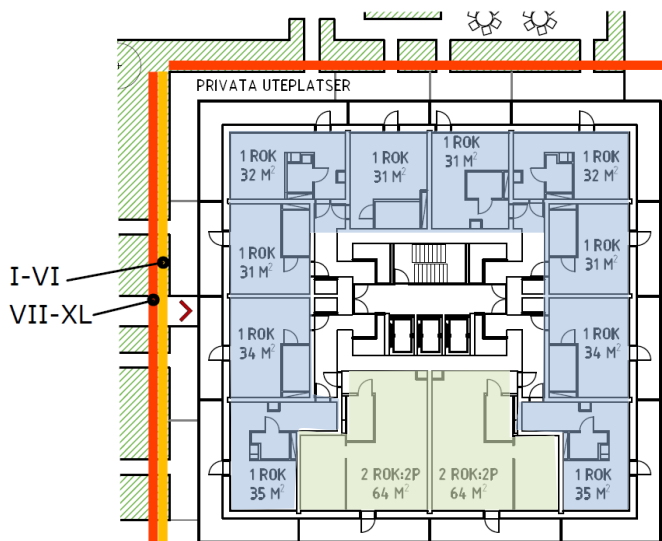 PRIVATA UTEPLATSER
1 ROK
32 M²
1 ROK
31 M²
1 ROK
31 M²
1 ROK
32 M²
1 ROK
31 M²
1 ROK
31 M²
I-VI
VII-XL
1 ROK
34 M²
1 ROK
34 M²
1 ROK
35 M²
2 ROK:2P
64 M²
2 ROK:2P
64 M²
1 ROK
35 M²